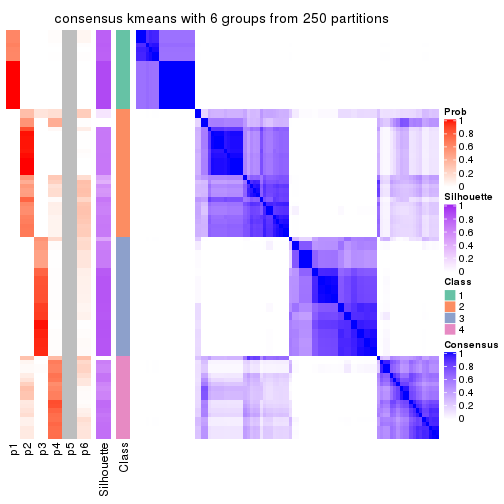 consensus kmeans with 6 groups from 250 partitions
Prob
1
0.8
0.6
0.4
0.2
0
Silhouette
1
0.8
0.6
0.4
0.2
0
Class
1
2
3
4
Consensus
1
0.8
0.6
0.4
0.2
0
p1
p2
p3
p4
p5
p6
Silhouette
Class